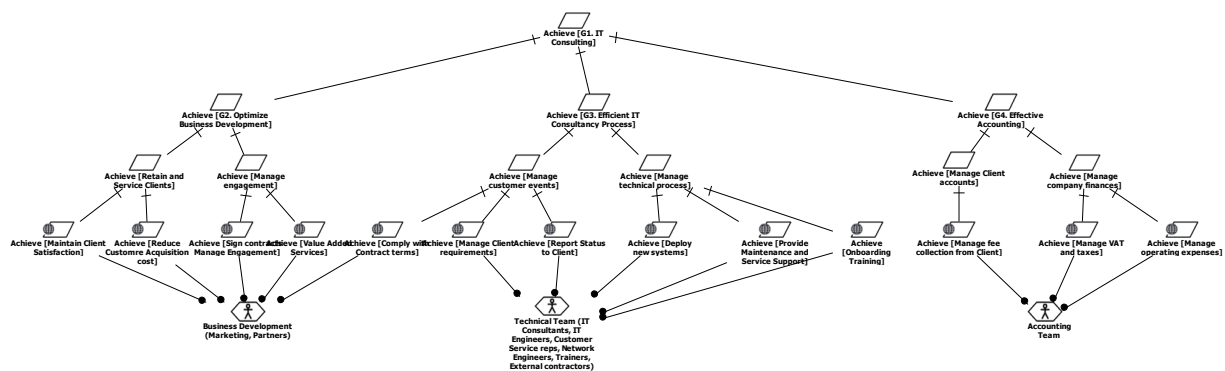 Achieve [G1. IT
Consulting]
Achieve [G2. Optimize
Business Development]
Achieve [G3. Efficient IT
Consultancy Process]
Achieve [G4. Effective
Accounting]
Achieve [Retain and
Service Clients]
Achieve [Manage
engagement]
Achieve [Manage
customer events]
Achieve [Manage
technical process]
Achieve [Manage Client
accounts]
Achieve [Manage
company finances]
Achieve [Maintain Client
Satisfaction]
Achieve [Reduce
Customre Acquisition
cost]
Achieve [Sign contracts
Manage Engagement]
Achieve [Value Added
Services]
Achieve [Comply with
Contract terms]
Achieve [Manage Client
requirements]
Achieve [Report Status
to Client]
Achieve [Deploy
new systems]
Achieve [Provide
Maintenance and
Service Support]
Achieve
[Onboarding
Training]
Achieve [Manage fee
collection from Client]
Achieve [Manage VAT
and taxes]
Achieve [Manage
operating expenses]
Business Development
(Marketing, Partners)
Technical Team (IT
Consultants, IT
Engineers, Customer
Service reps, Network
Engineers, Trainers,
External contractors)
Accounting
Team